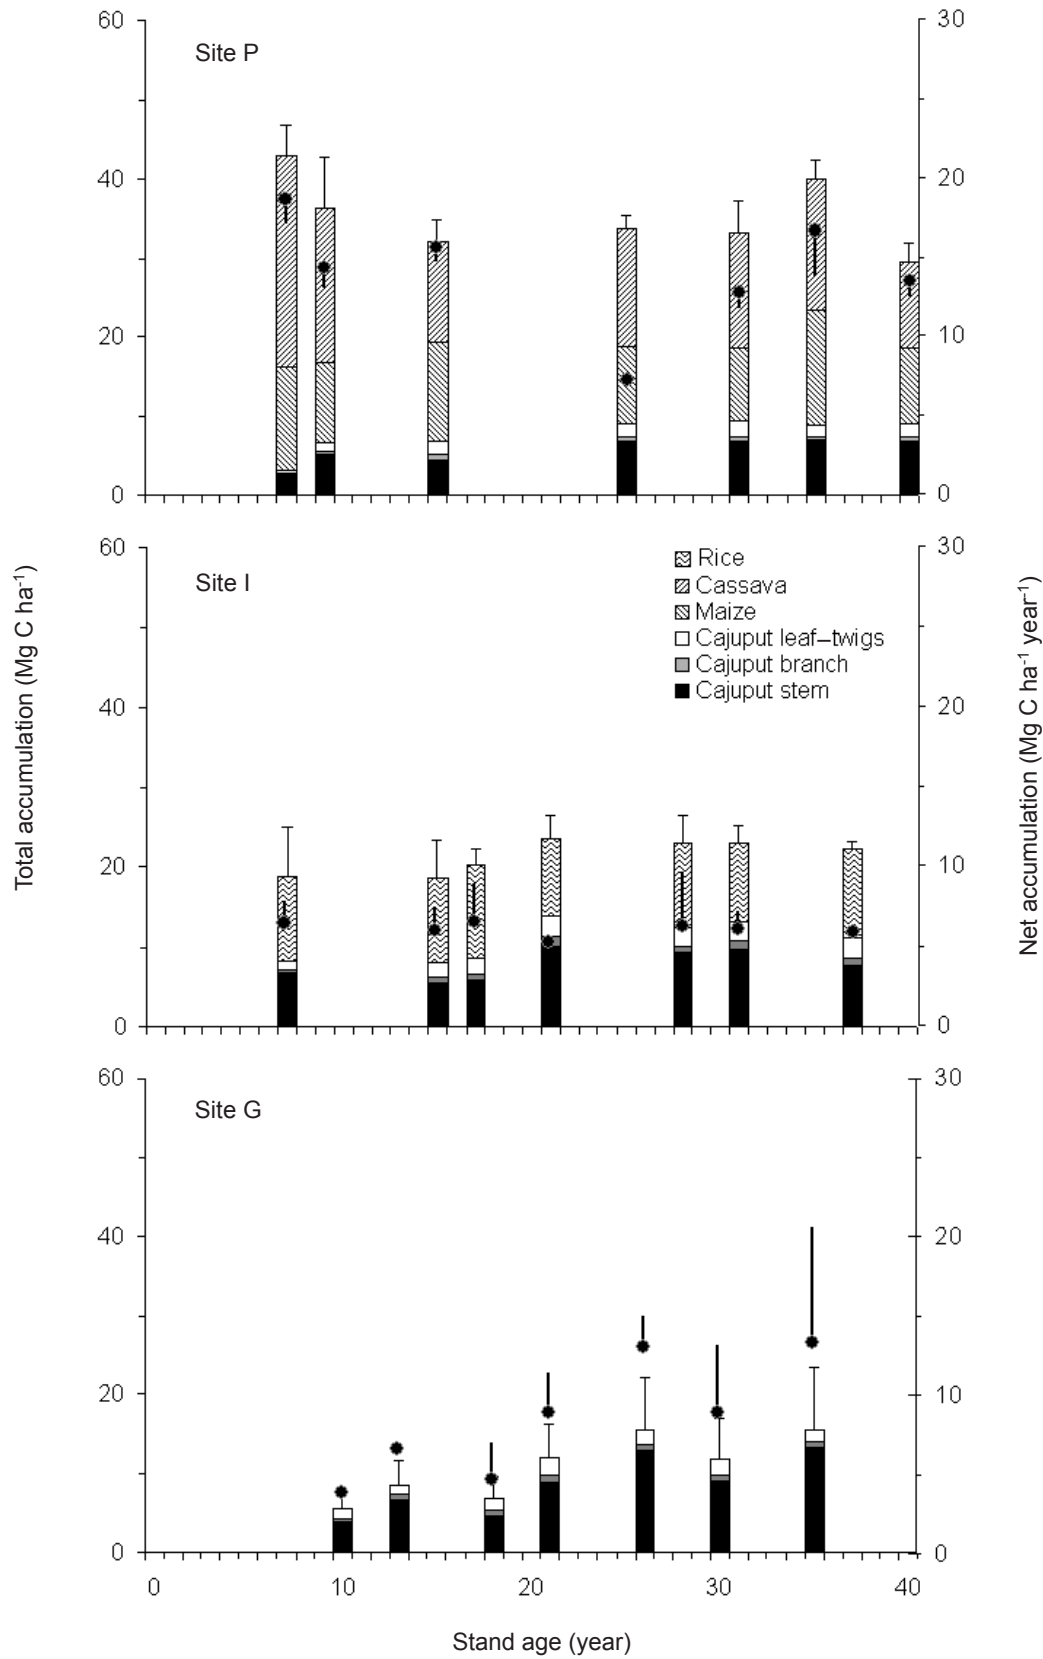 60
30
Site P
40
20
20
10
0
0
60
30
Site I
Rice
Cassava
Maize
Cajuput leaf–twigs
Cajuput branch
Cajuput stem
40
20
20
10
0
0
Total accumulation (Mg C ha⁻¹)
Net accumulation (Mg C ha⁻¹ year⁻¹)
60
30
Site G
40
20
20
10
0
0
0 10 20 30 40
Stand age (year)